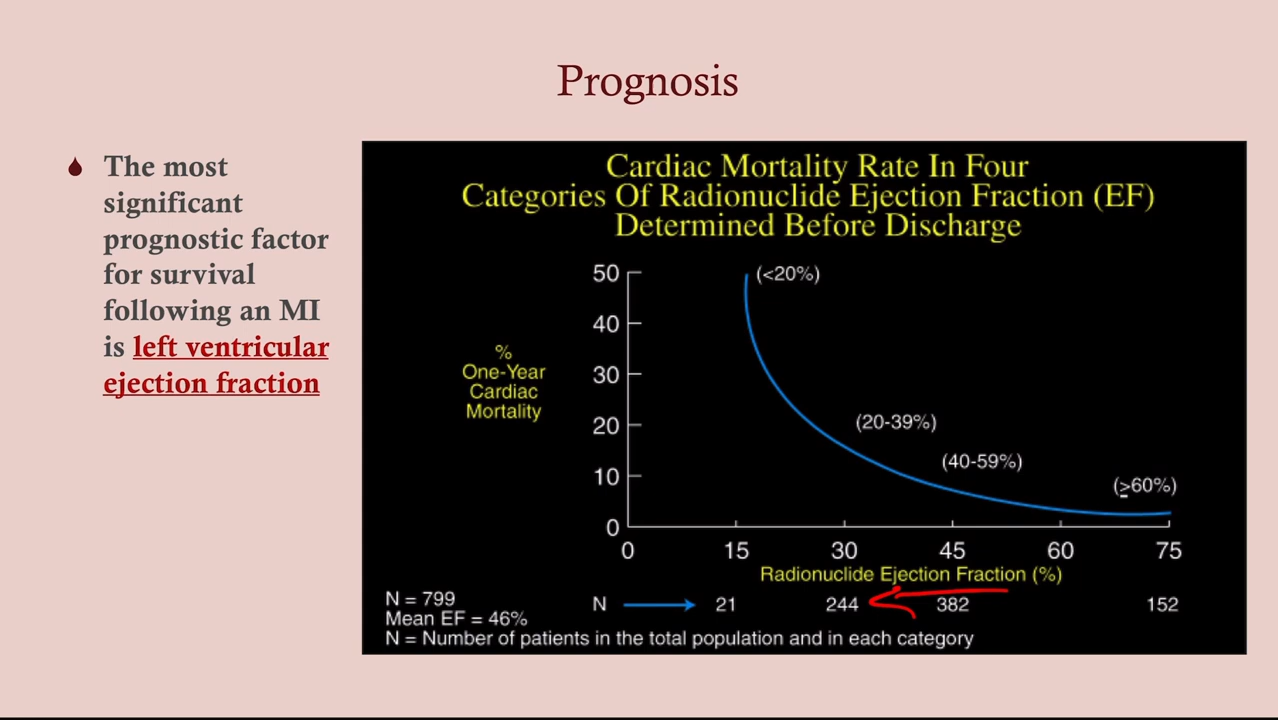 Prognosis
The most
significant
prognostic factor
for survival
following an MI
is left ventricular
ejection fraction
Cardiac Mortality Rate In Four
Categories Of Radionuclide Ejection Fraction (EF)
Determined Before Discharge
%
One-Year
Cardiac
Mortality
50
40
30
20
10
0
(<20%)
(20-39%)
(40-59%)
(≥60%)
0 15 30 45 60 75
Radionuclide Ejection Fraction (%)
N = 799
Mean EF = 46%
N 21 244 382 152
N = Number of patients in the total population and in each category